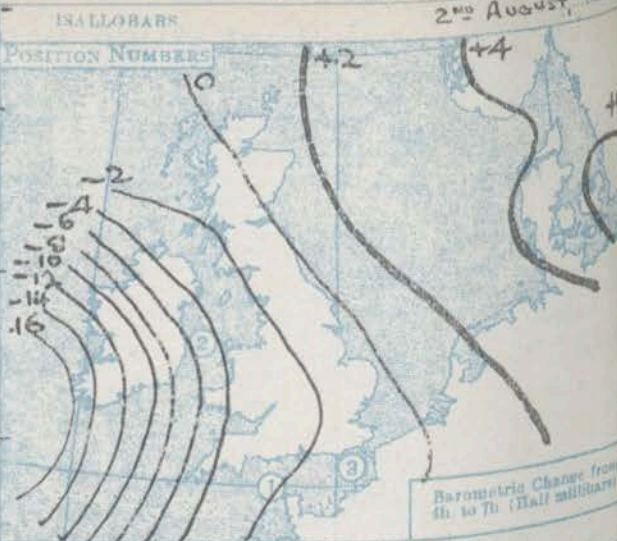 ISALLOBARS
2ND AUGUST,
POSITION NUMBERS
0
+2
+4
-2
-4
-6
-8
-10
-12
-14
-16
2
1
3
Barometric Change from
4h to 7h (Half millibars)